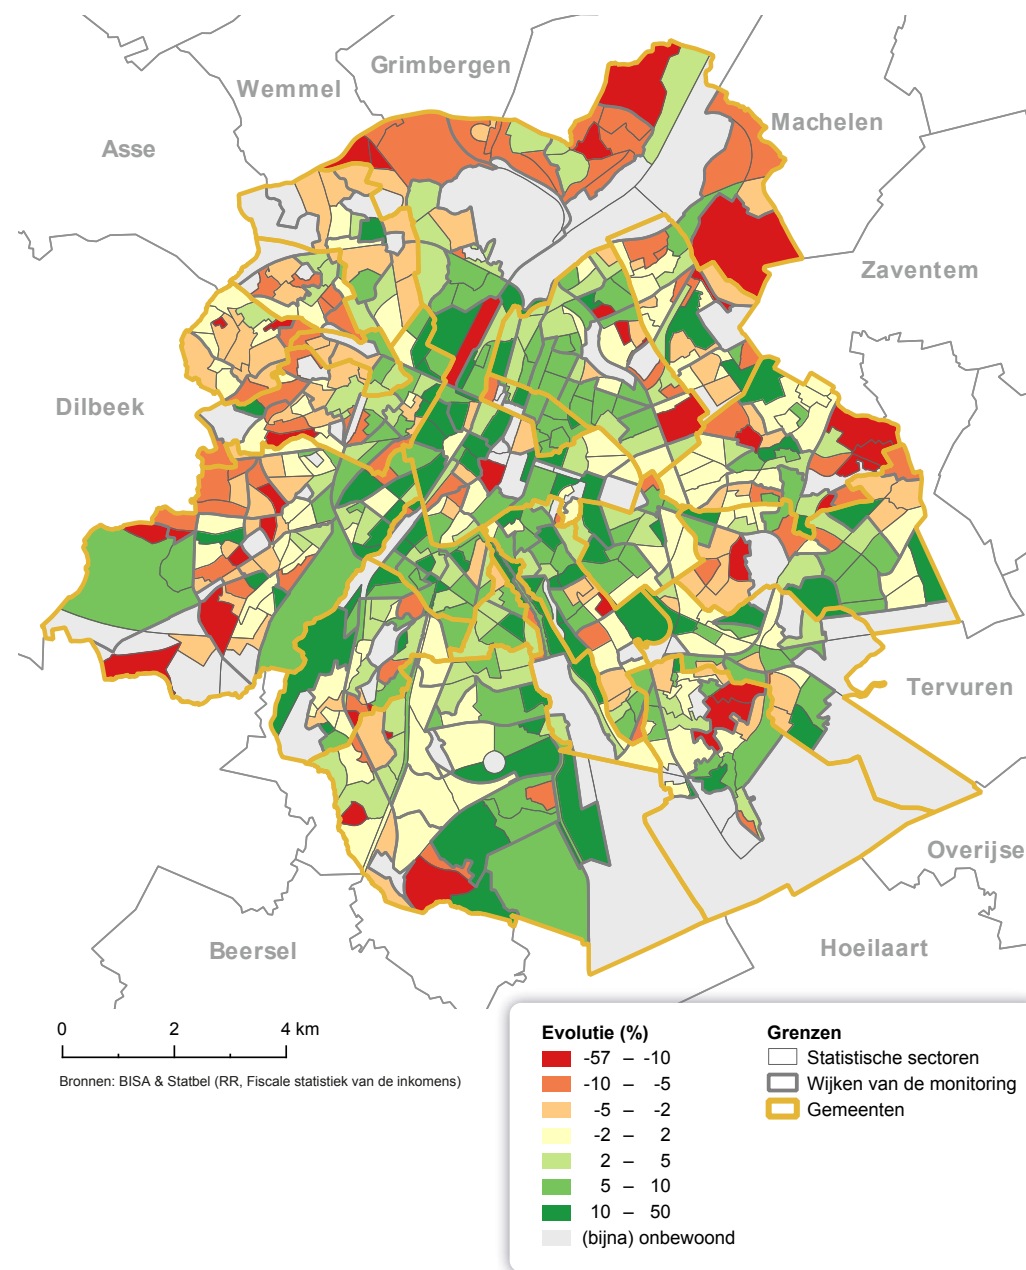 Grimbergen
Wemmel
Machelen
Asse
Zaventem
Dilbeek
Tervuren
Overijse
Beersel
Hoeilaart
0 2 4 km
Bronnen: BISA & Statbel (RR, Fiscale statistiek van de inkomens)
Evolutie (%)
-57 – -10
-10 – -5
-5 – -2
-2 – 2
2 – 5
5 – 10
10 – 50
(bijna) onbewoond
Grenzen
Statistische sectoren
Wijken van de monitoring
Gemeenten